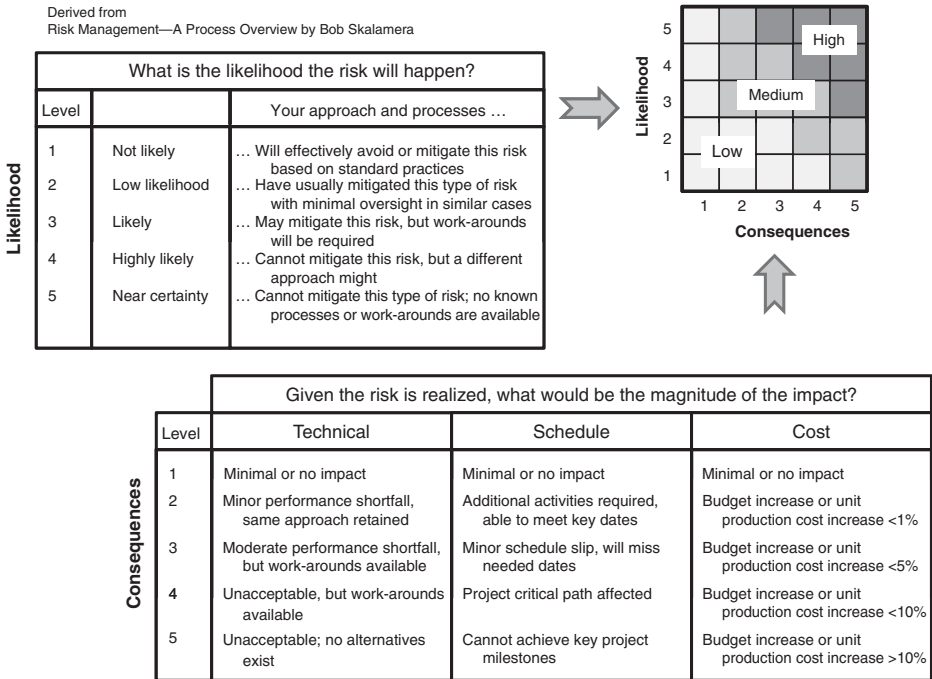 Derived from
Risk Management—A Process Overview by Bob Skalamera
What is the likelihood the risk will happen?
Level
Your approach and processes …
1 Not likely … Will effectively avoid or mitigate this risk
based on standard practices
2 Low likelihood … Have usually mitigated this type of risk
with minimal oversight in similar cases
3 Likely … May mitigate this risk, but work-arounds
will be required
4 Highly likely … Cannot mitigate this risk, but a different
approach might
5 Near certainty … Cannot mitigate this type of risk; no known
processes or work-arounds are available
Likelihood
Likelihood
5
4
3
2
1
High
Medium
Low
1 2 3 4 5
Consequences
Given the risk is realized, what would be the magnitude of the impact?
Level Technical Schedule Cost
1 Minimal or no impact Minimal or no impact Minimal or no impact
2 Minor performance shortfall, Additional activities required, Budget increase or unit
same approach retained able to meet key dates production cost increase <1%
3 Moderate performance shortfall, Minor schedule slip, will miss Budget increase or unit
but work-arounds available needed dates production cost increase <5%
4 Unacceptable, but work-arounds Project critical path affected Budget increase or unit
available production cost increase <10%
5 Unacceptable; no alternatives Cannot achieve key project Budget increase or unit
exist milestones production cost increase >10%
Consequences